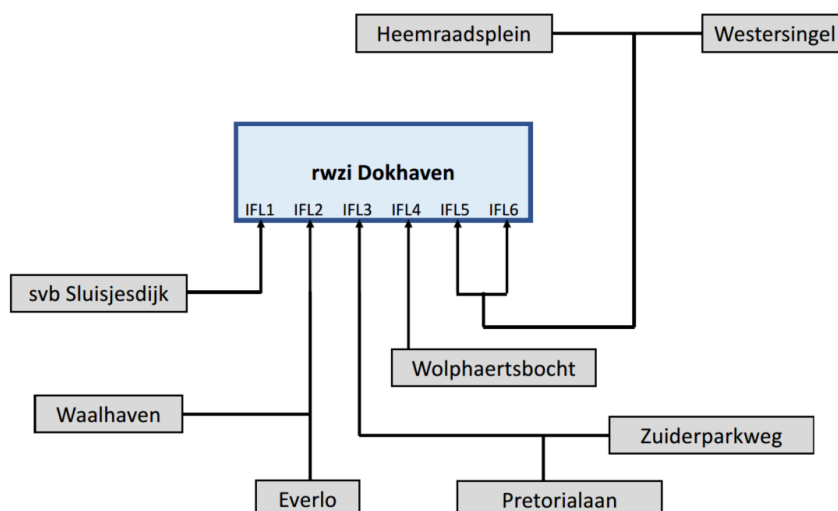 Heemraadsplein
Westersingel
rwzi Dokhaven
IFL1 IFL2 IFL3 IFL4 IFL5 IFL6
svb Sluisjesdijk
Wolphaertsbocht
Waalhaven
Zuiderparkweg
Everlo
Pretorialaan